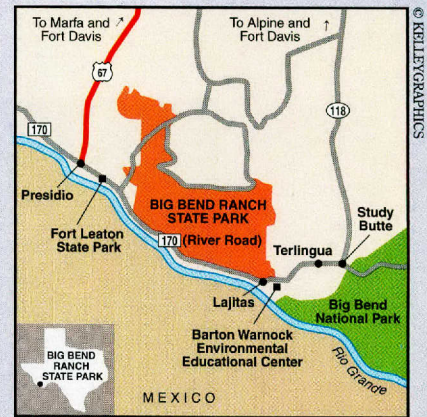 To Marfa and
Fort Davis
To Alpine and
Fort Davis
© KELLEYGRAPHICS
67
118
170
Presidio
Fort Leaton
State Park
BIG BEND RANCH
STATE PARK
170
(River Road)
Study
Butte
Terlingua
Lajitas
Big Bend
National Park
Barton Warnock
Environmental
Educational Center
Rio Grande
BIG BEND
RANCH
STATE PARK
MEXICO